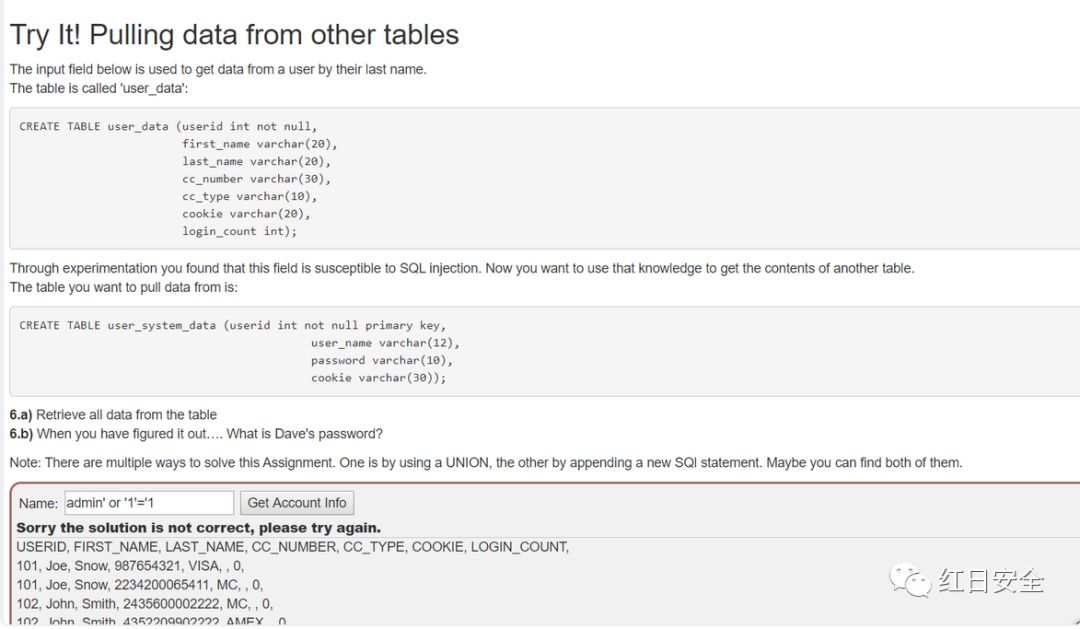 Try It! Pulling data from other tables
The input field below is used to get data from a user by their last name.
The table is called 'user_data':
CREATE TABLE user_data (userid int not null,
first_name varchar(20),
last_name varchar(20),
cc_number varchar(30),
cc_type varchar(10),
cookie varchar(20),
login_count int);
Through experimentation you found that this field is susceptible to SQL injection. Now you want to use that knowledge to get the contents of another table.
The table you want to pull data from is:
CREATE TABLE user_system_data (userid int not null primary key,
user_name varchar(12),
password varchar(10),
cookie varchar(30));
6.a) Retrieve all data from the table
6.b) When you have figured it out…. What is Dave's password?
Note: There are multiple ways to solve this Assignment. One is by using a UNION, the other by appending a new SQl statement. Maybe you can find both of them.
Name: admin' or '1'='1 Get Account Info
Sorry the solution is not correct, please try again.
USERID, FIRST_NAME, LAST_NAME, CC_NUMBER, CC_TYPE, COOKIE, LOGIN_COUNT,
101, Joe, Snow, 987654321, VISA, , 0,
101, Joe, Snow, 2234200065411, MC, , 0,
102, John, Smith, 2435600002222, MC, , 0,
102, John, Smith, 4352209902222, AMEX, , 0,
红日安全